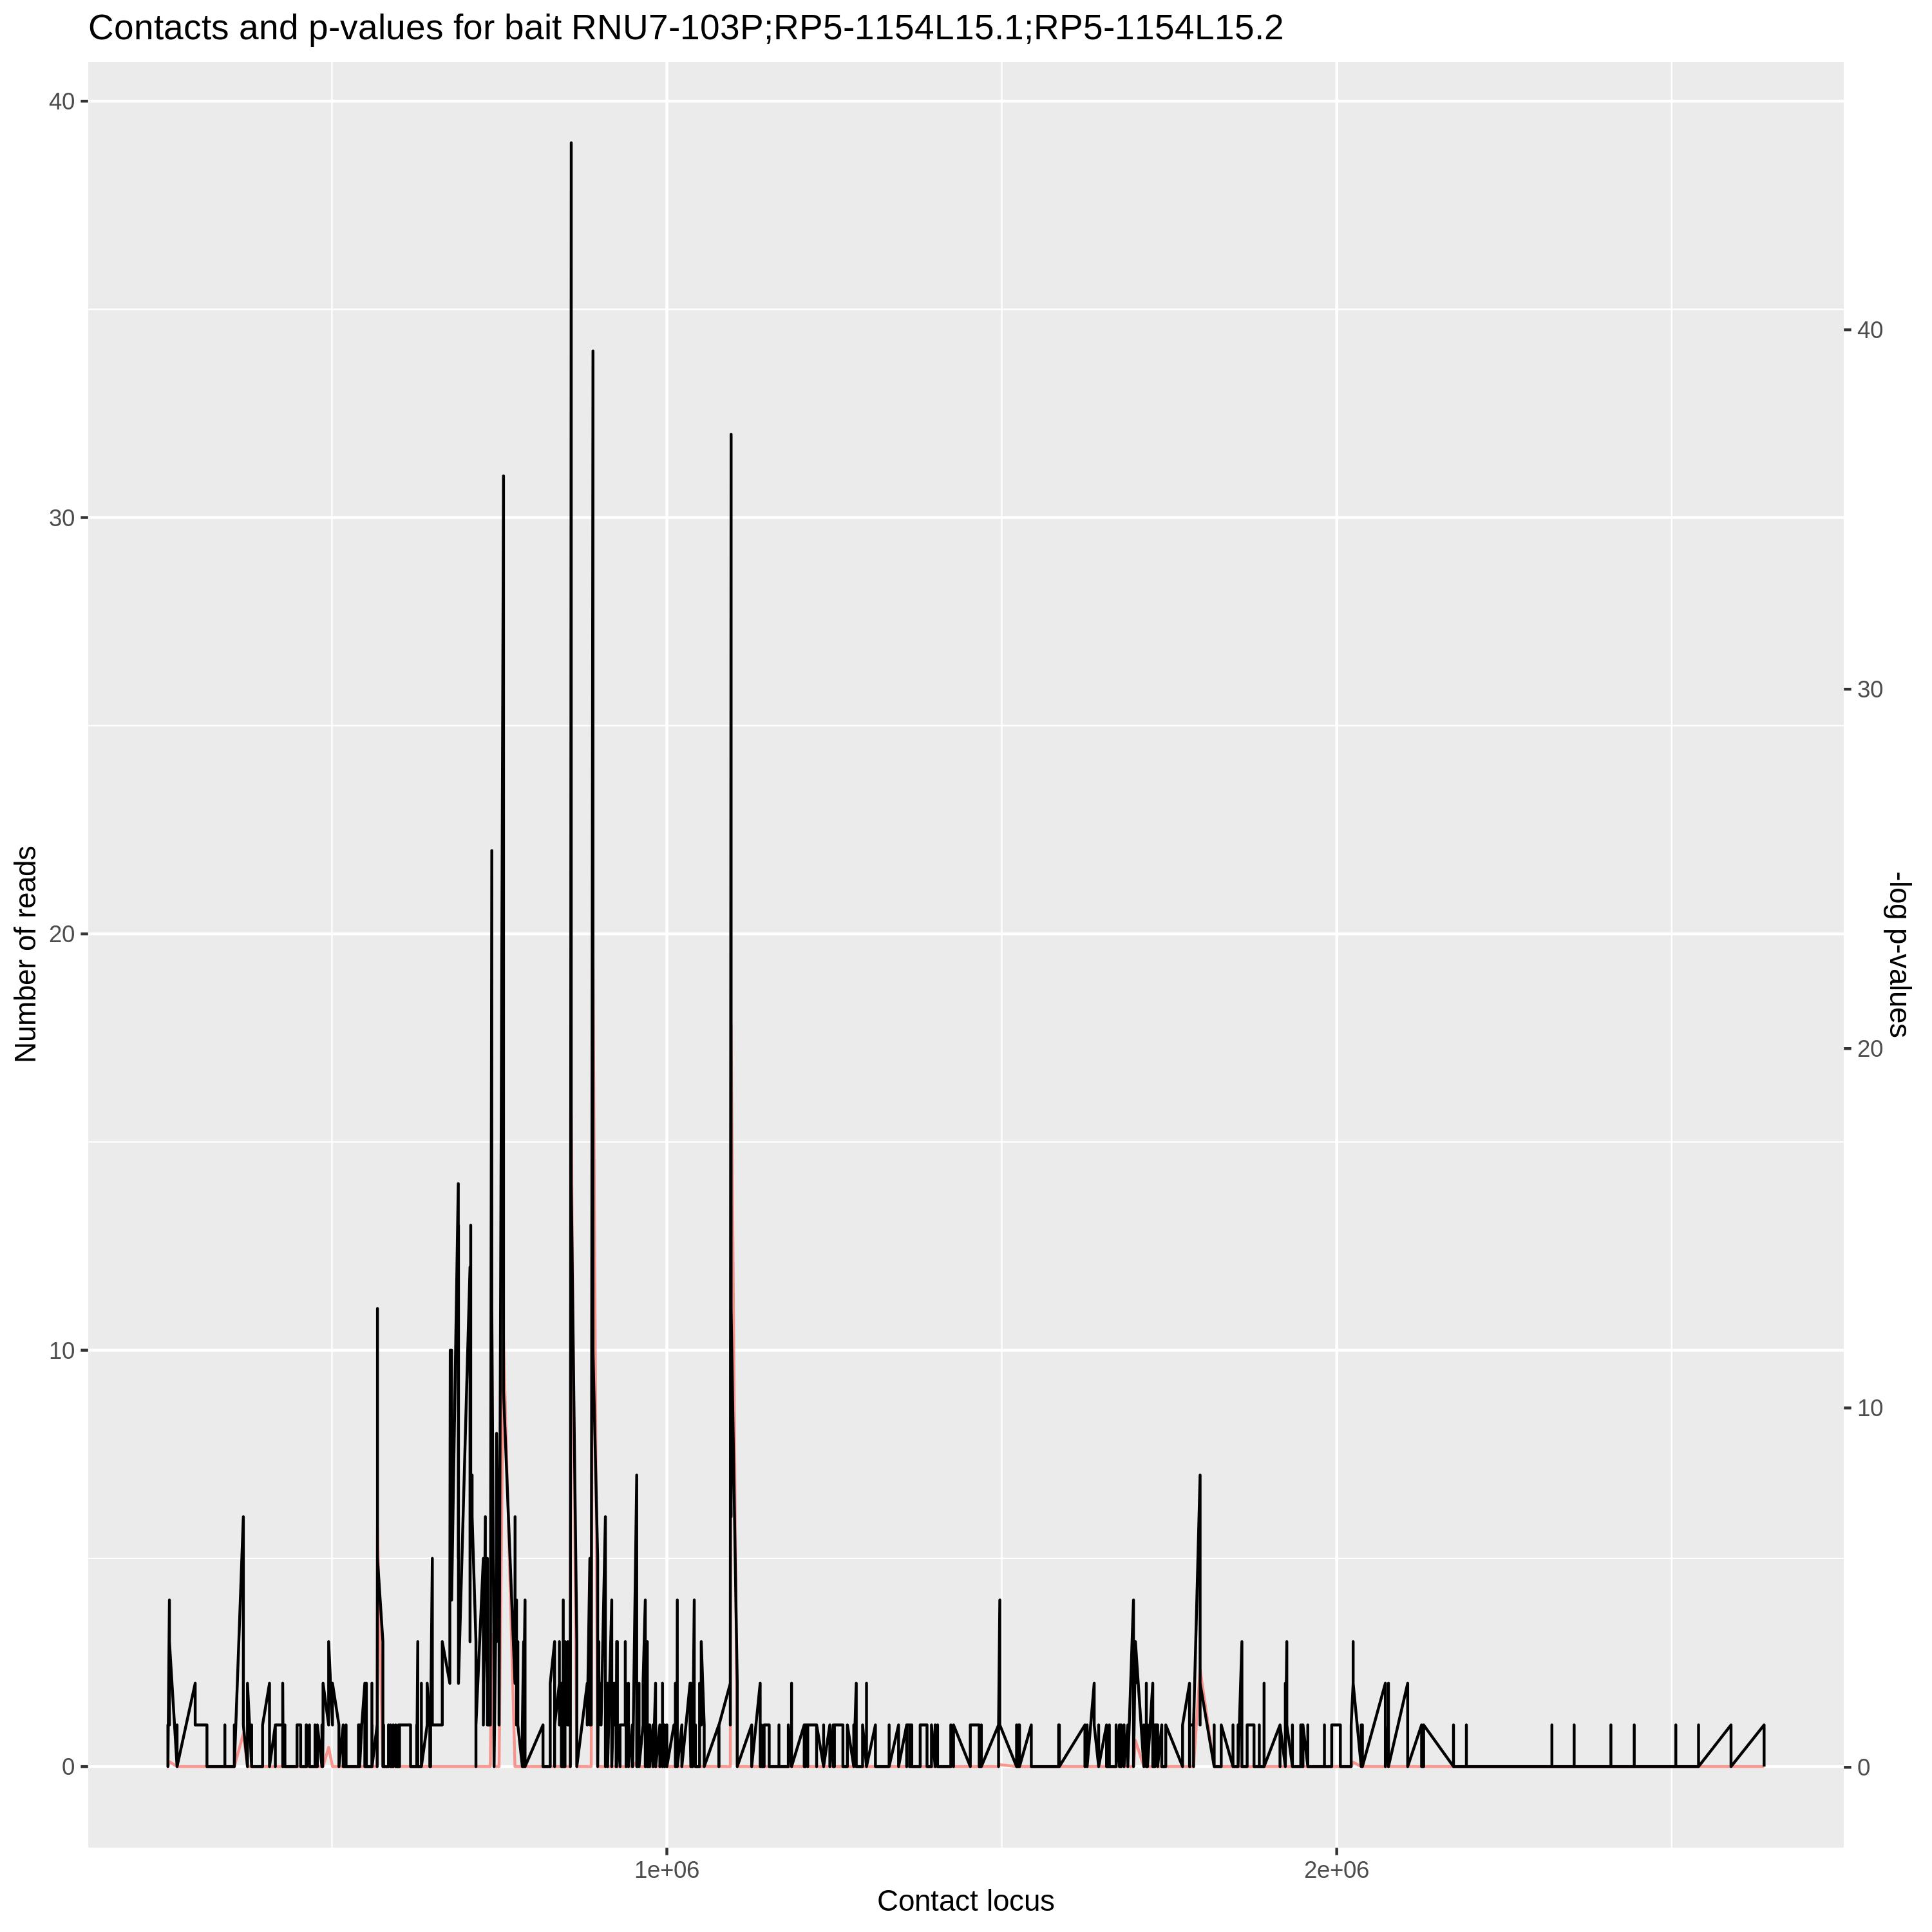 Contacts and p-values for bait RNU7-103P;RP5-1154L15.1;RP5-1154L15.2
40
30
20
10
0
Number of reads
40
30
20
10
0
-log p-values
1e+06
2e+06
Contact locus